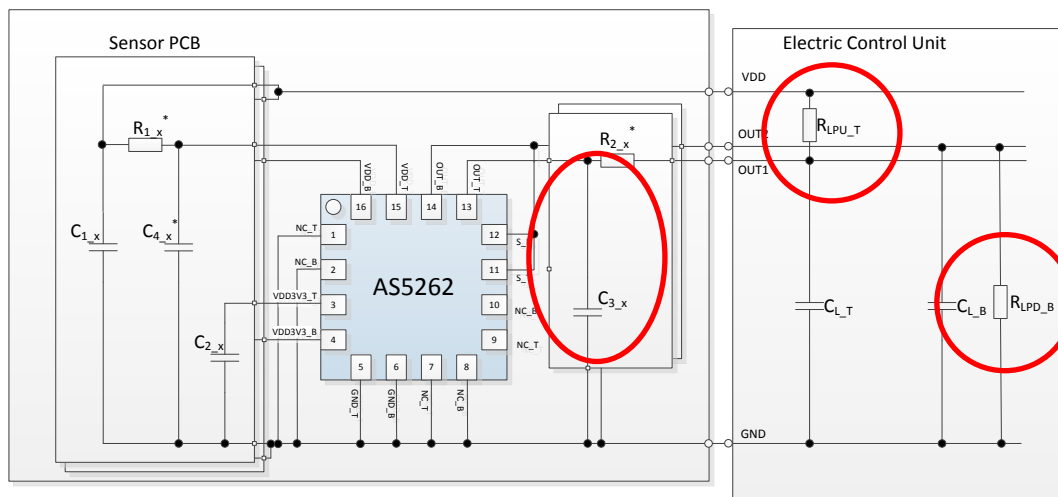 Sensor PCB
Electric Control Unit
VDD
R1_x*
R2_x*
RLPU_T
OUT2
OUT1
VDD_B
VDD_T
OUT_B
OUT_T
16
15
14
13
NC_T
1
12
C1_x
C4_x*
NC_B
2
11
S_T
AS5262
VDD3V3_T
3
10
NC_B
C3_x
CL_T
CL_B
RLPD_B
VDD3V3_B
4
9
NC_T
C2_x
5
6
7
8
GND_T
GND_B
NC_T
NC_B
GND